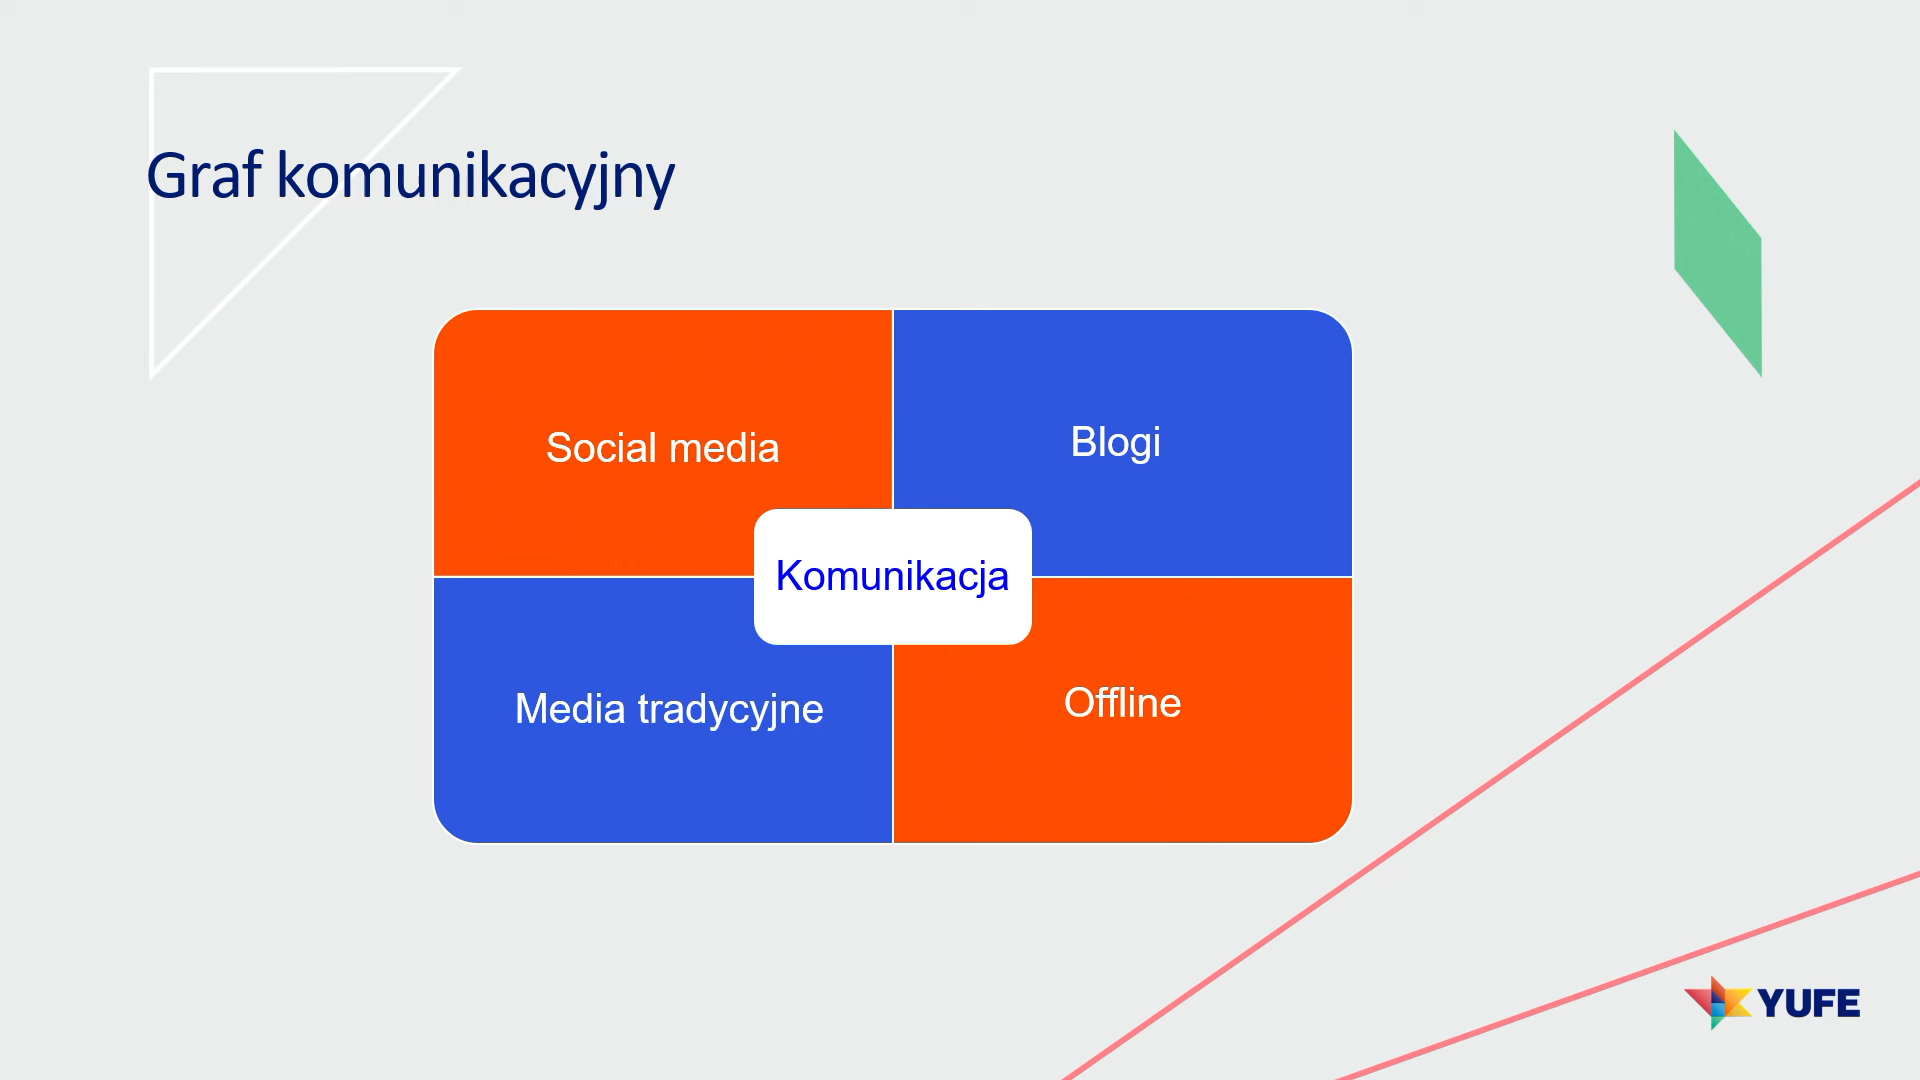 Graf komunikacyjny
Social media
Blogi
Komunikacja
Media tradycyjne
Offline
YUFE